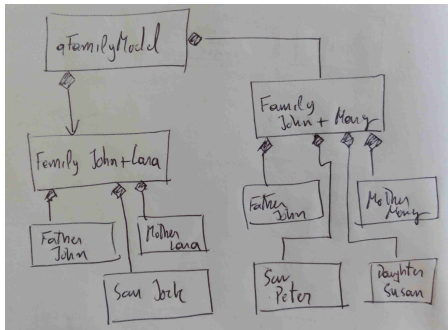 aFamilyModel
Family
John + Mary
Family John+Lara
Father
John
Mother
Lara
Father
John
Mother
Mary
Son Jork
Son
Peter
Daughter
Susan